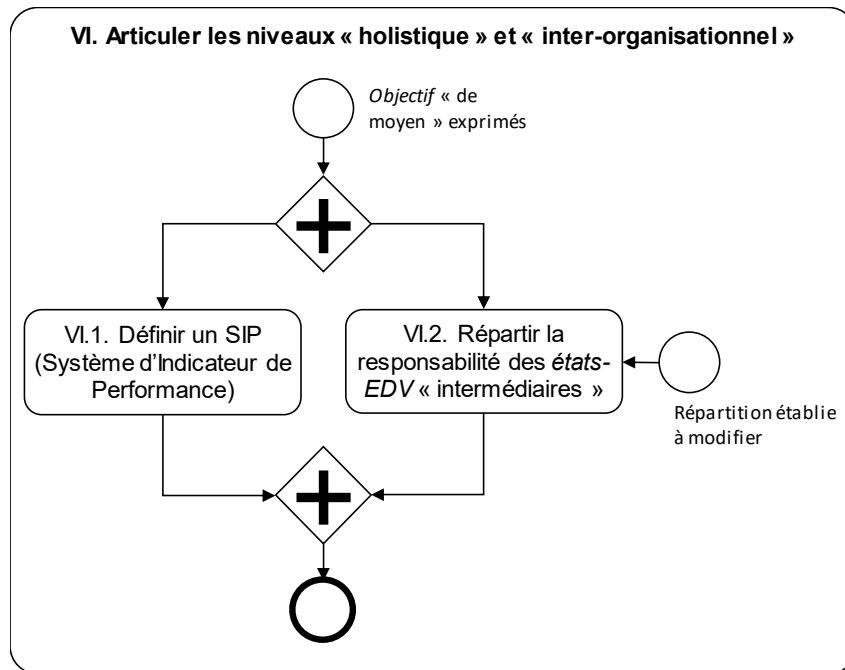 VI. Articuler les niveaux « holistique » et « inter-organisationnel »
Objectif « de
moyen » exprimés
VI.1. Définir un SIP
(Système d'Indicateur de
Performance)
VI.2. Répartir la
responsabilité des états-
EDV « intermédiaires »
Répartition établie
à modifier